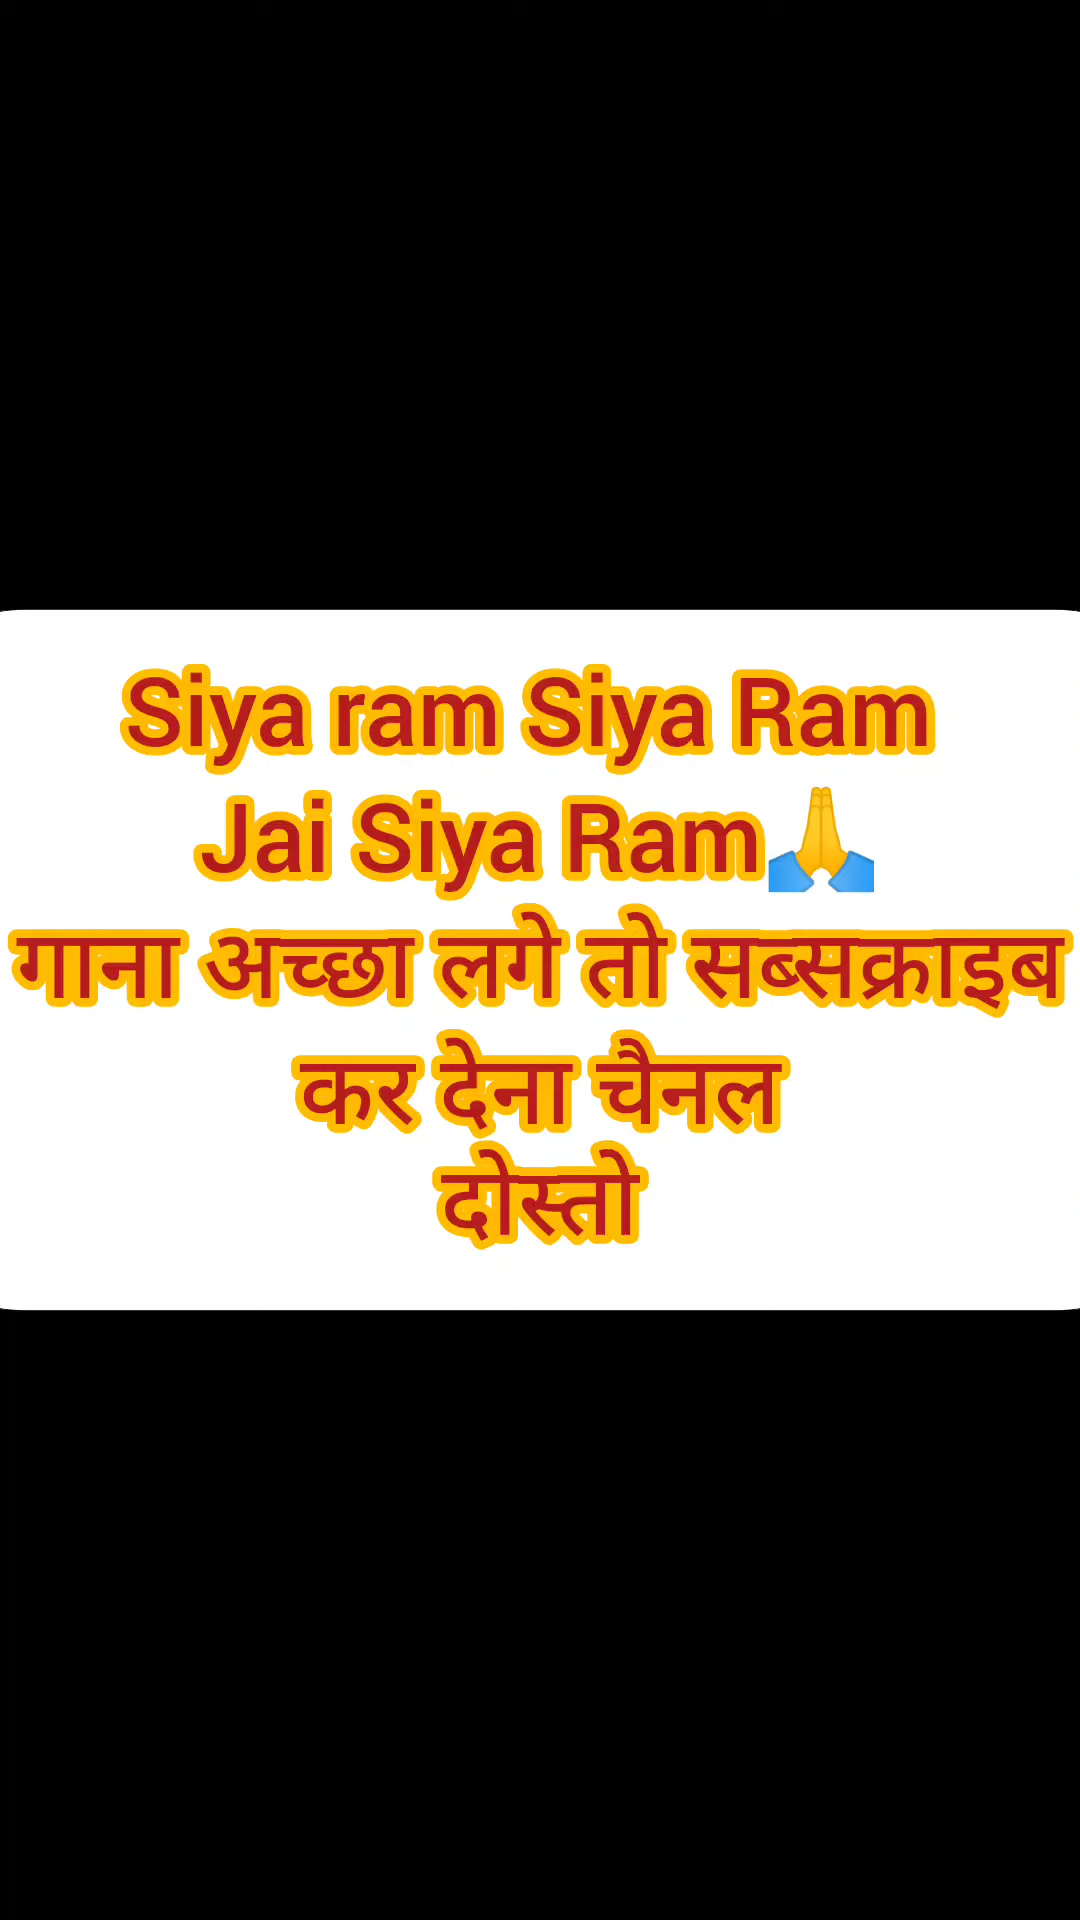 Siya ram Siya Ram
Jai Siya Ram🙏
गाना अच्छा लगे तो सब्सक्राइब
कर देना चैनल
दोस्तो